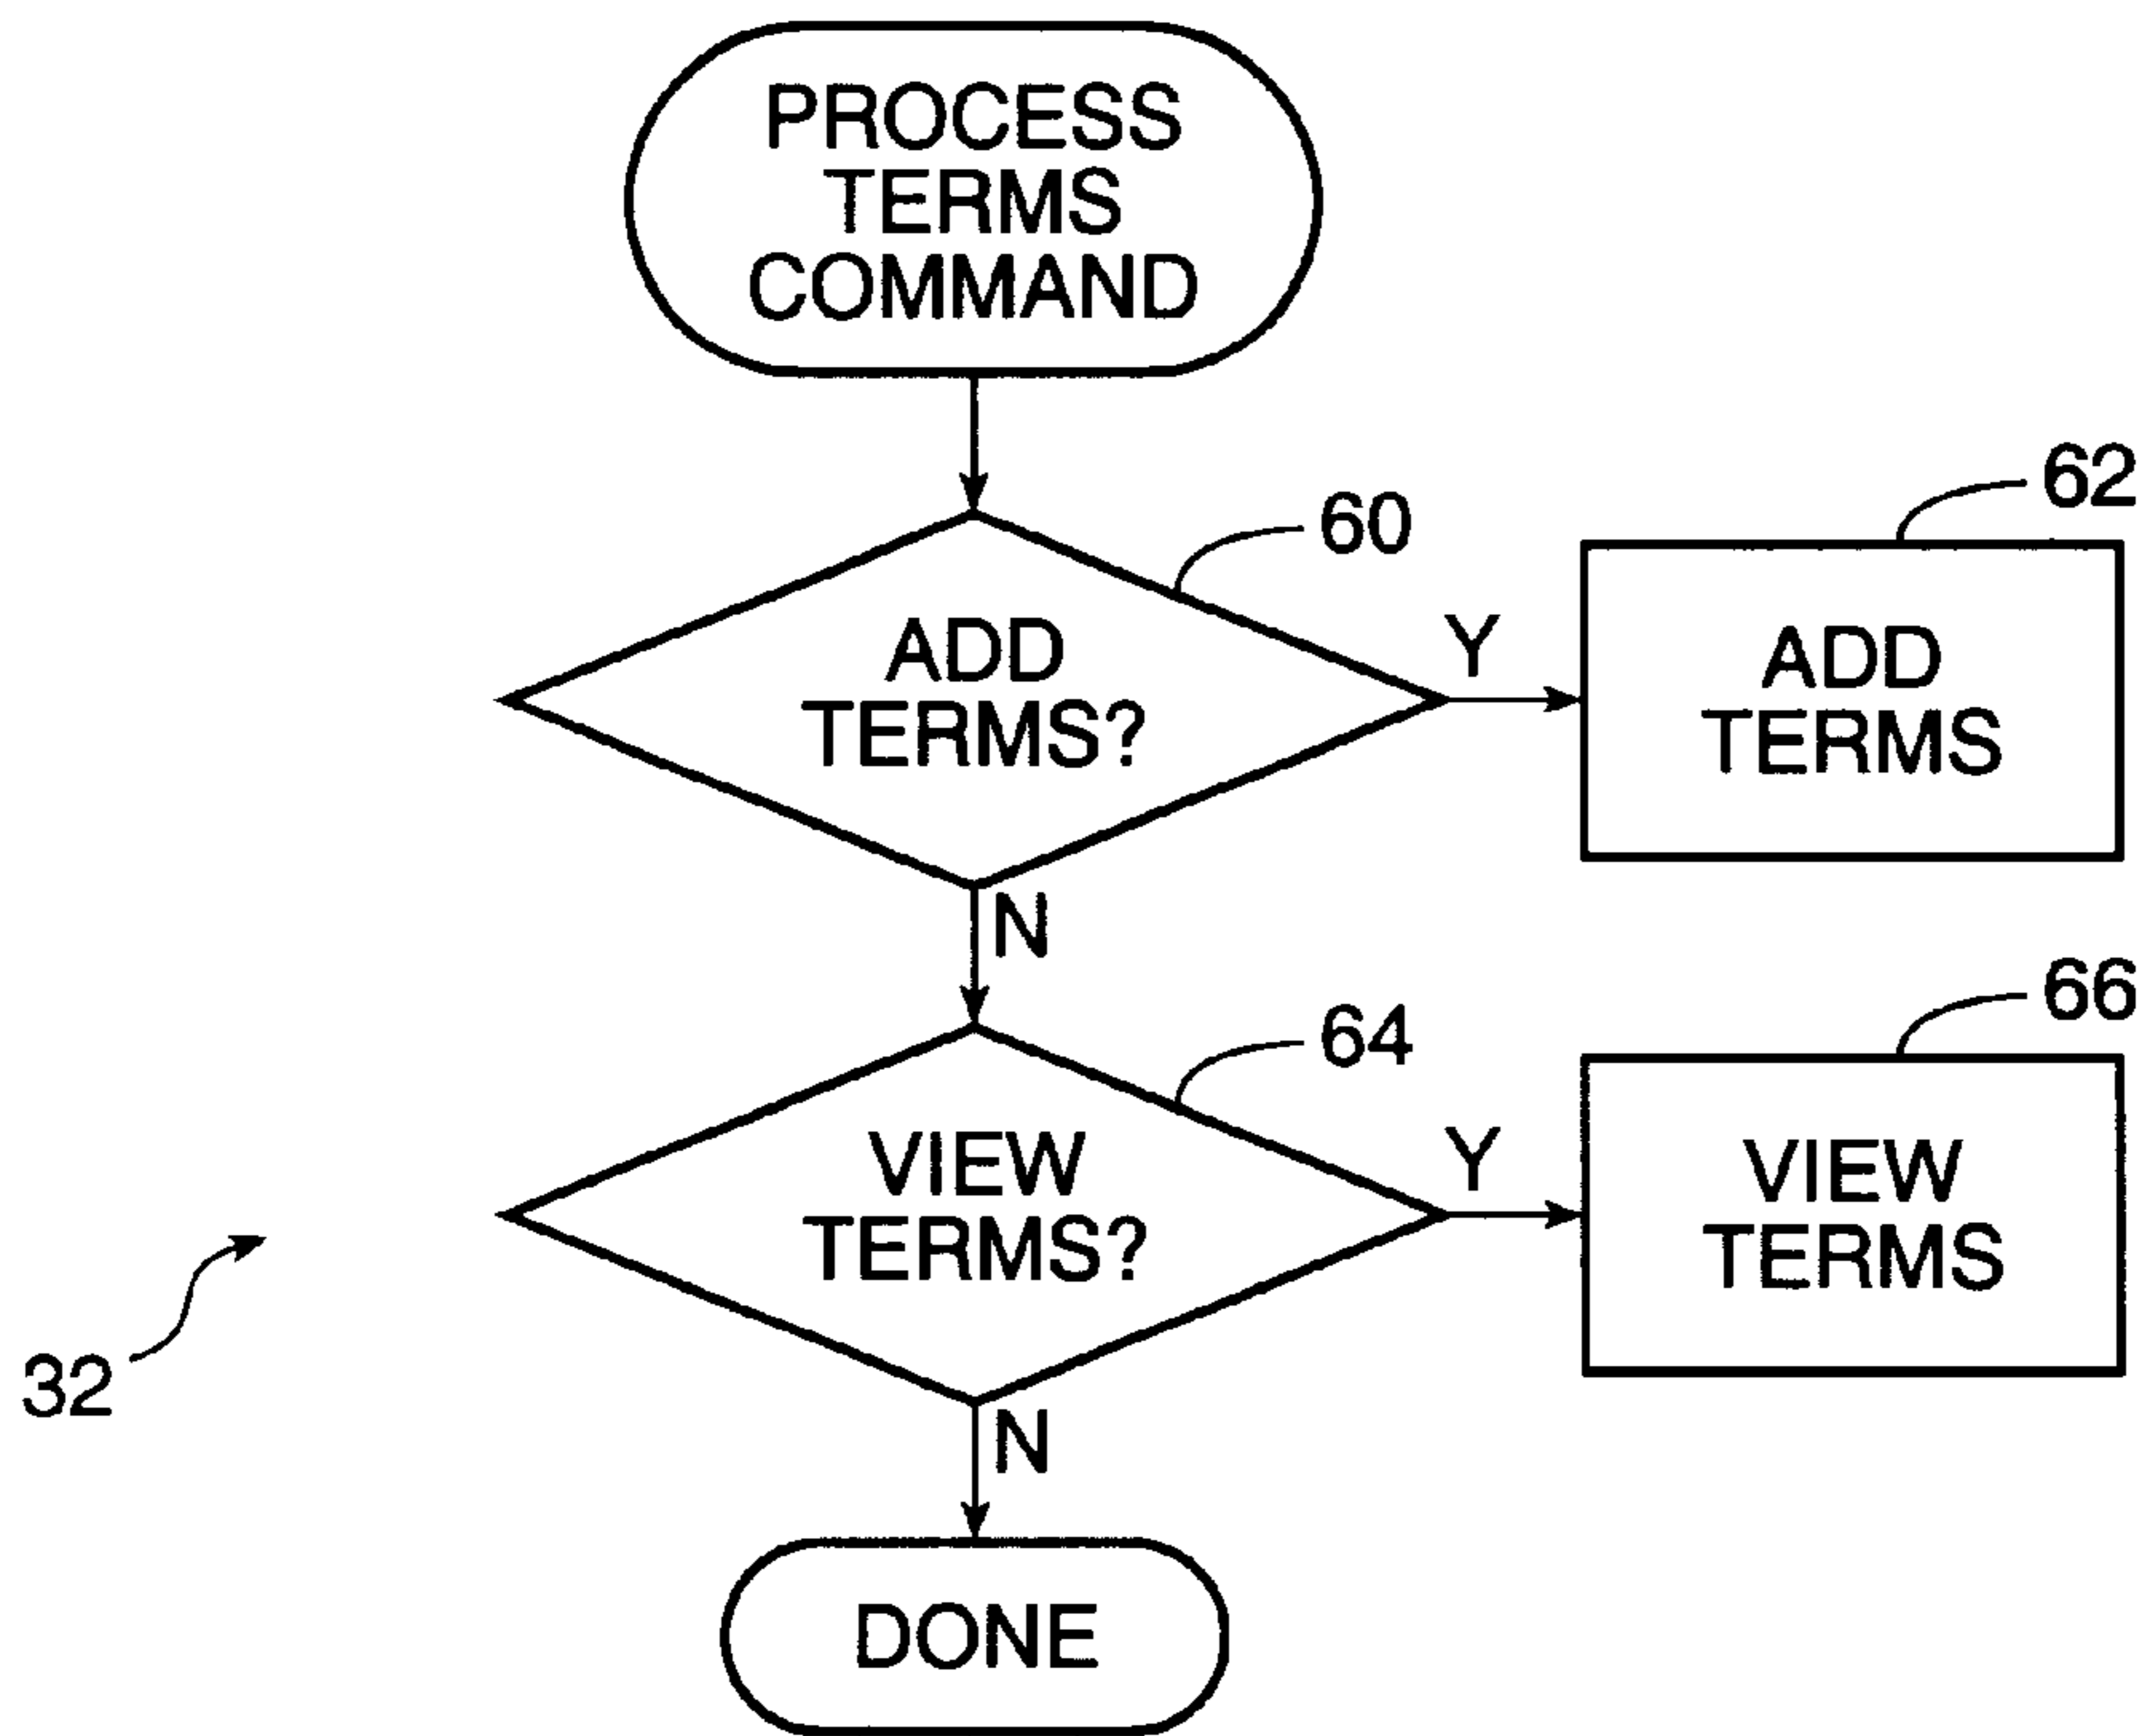 PROCESS
TERMS
COMMAND
60
62
ADD
TERMS?
Y
ADD
TERMS
N
64
66
VIEW
TERMS?
Y
VIEW
TERMS
32
N
DONE